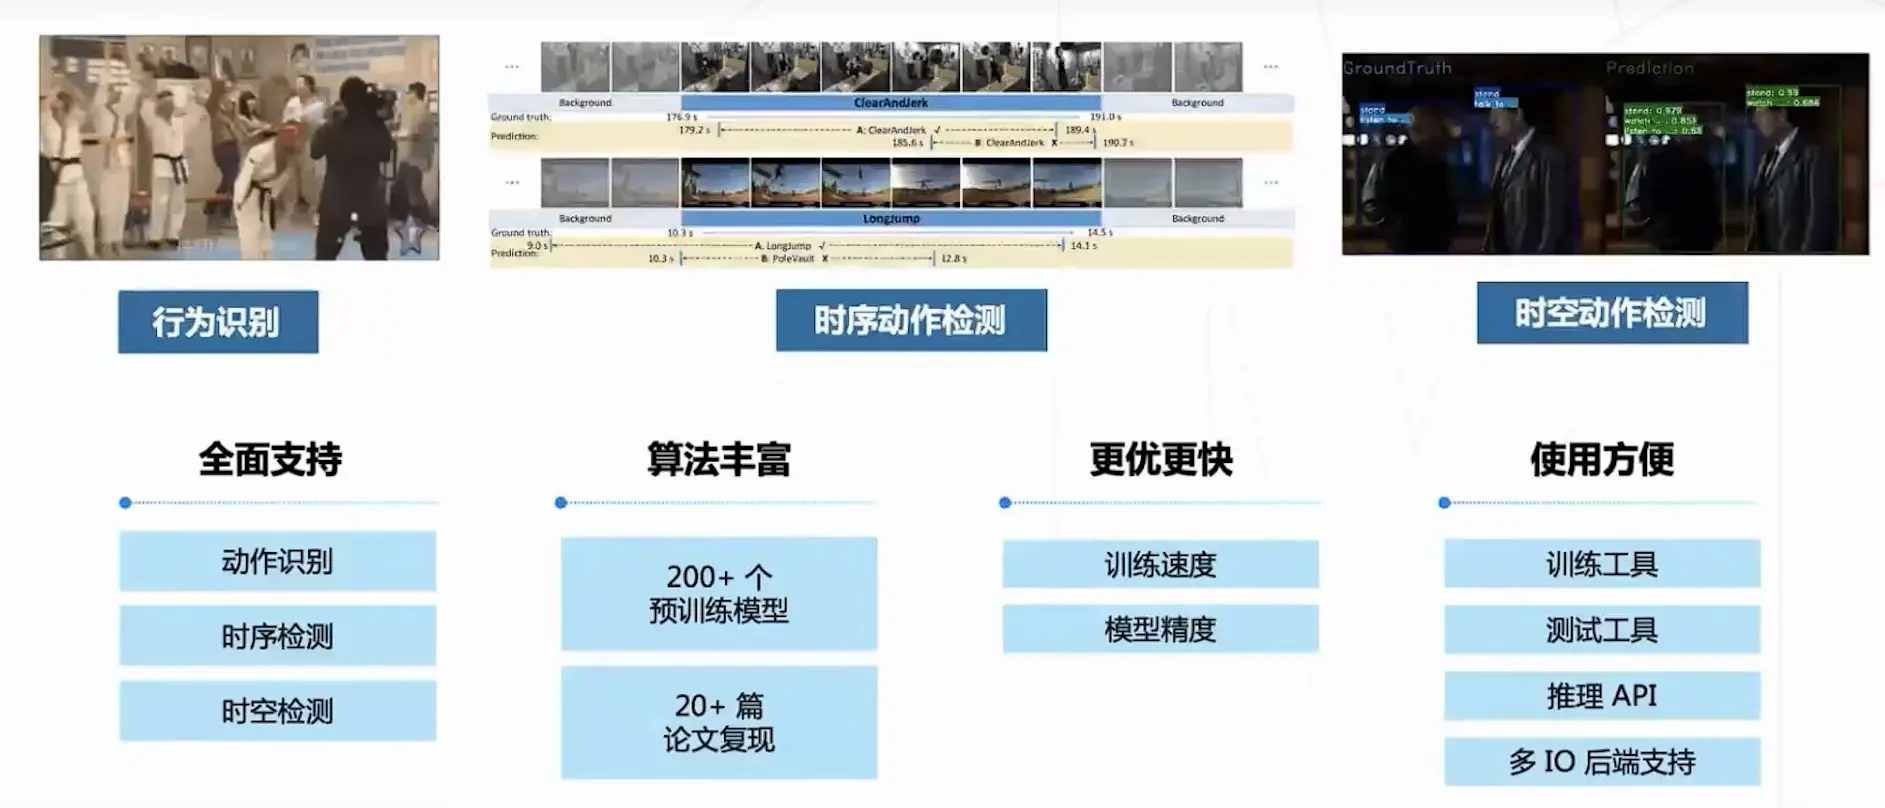 Background
ClearAndJerk
Background
Ground truth:
176.9 s
191.0 s
Prediction:
179.2 s
A: ClearAndJerk √
189.4 s
185.6 s
B: ClearAndJerk X
190.7 s
Background
LongJump
Background
Ground truth:
10.3 s
14.5 s
Prediction:
9.0 s
A: LongJump √
14.1 s
10.3 s
B: PoleVault X
12.8 s
GroundTruth
Prediction
stand
listen to ...
stand
talk to ...
stand: 0.979
watch ...: 0.853
listen to ...: 0.63
stand: 0.99
watch ...: 0.686
行为识别
时序动作检测
时空动作检测
全面支持
动作识别
时序检测
时空检测
算法丰富
200+ 个
预训练模型
20+ 篇
论文复现
更优更快
训练速度
模型精度
使用方便
训练工具
测试工具
推理 API
多 IO 后端支持